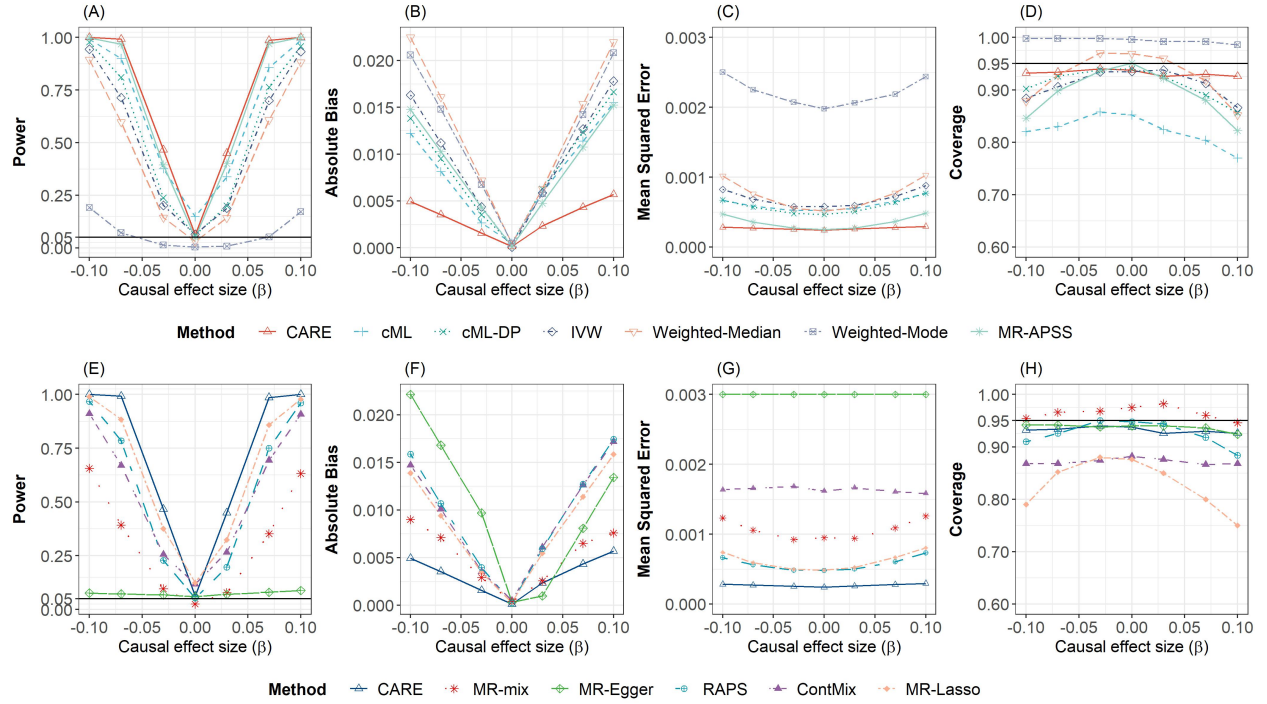 (A)
Power
1.00
0.75
0.50
0.25
0.05
0.00
-0.10 -0.05 0.00 0.05 0.10
Causal effect size (β)
(B)
Absolute Bias
0.020
0.015
0.010
0.005
0.000
-0.10 -0.05 0.00 0.05 0.10
Causal effect size (β)
(C)
Mean Squared Error
0.003
0.002
0.001
0.000
-0.10 -0.05 0.00 0.05 0.10
Causal effect size (β)
(D)
Coverage
1.00
0.95
0.90
0.80
0.70
0.60
-0.10 -0.05 0.00 0.05 0.10
Causal effect size (β)
Method CARE cML cML-DP IVW Weighted-Median Weighted-Mode MR-APSS
(E)
Power
1.00
0.75
0.50
0.25
0.05
0.00
-0.10 -0.05 0.00 0.05 0.10
Causal effect size (β)
(F)
Absolute Bias
0.020
0.015
0.010
0.005
0.000
-0.10 -0.05 0.00 0.05 0.10
Causal effect size (β)
(G)
Mean Squared Error
0.003
0.002
0.001
0.000
-0.10 -0.05 0.00 0.05 0.10
Causal effect size (β)
(H)
Coverage
1.00
0.95
0.90
0.80
0.70
0.60
-0.10 -0.05 0.00 0.05 0.10
Causal effect size (β)
Method CARE MR-mix MR-Egger RAPS ContMix MR-Lasso